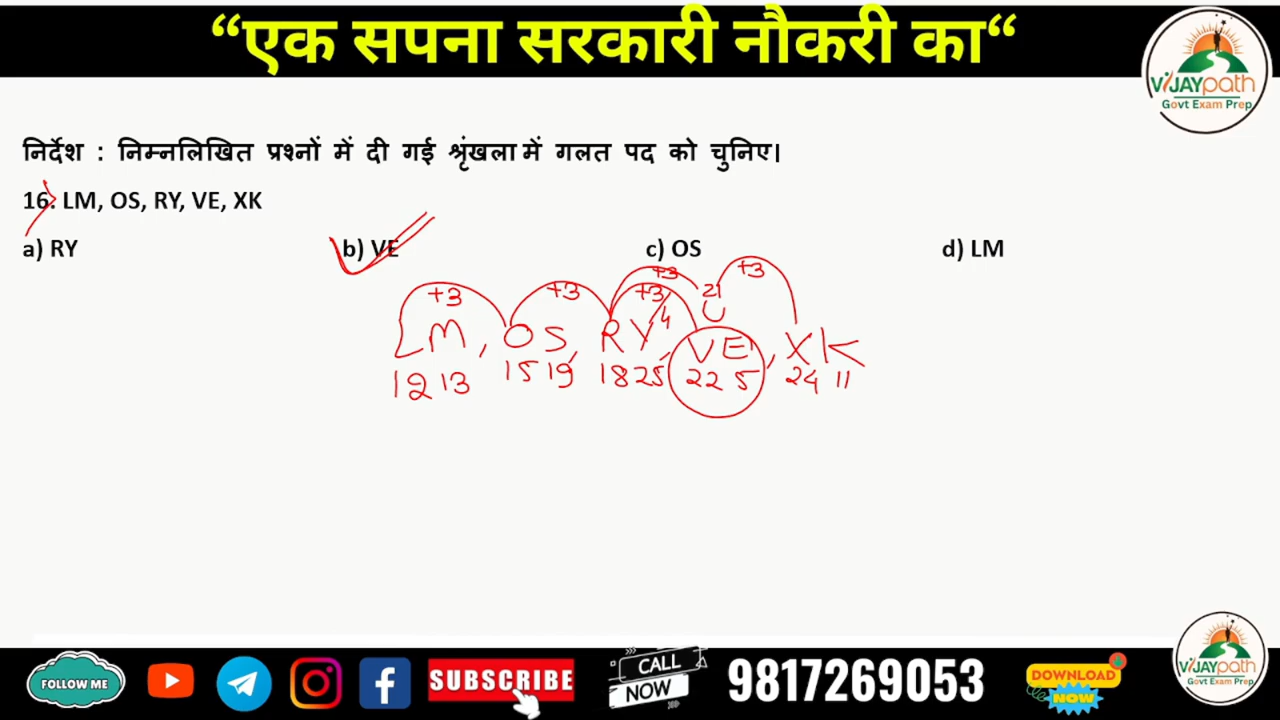 “एक सपना सरकारी नौकरी का“
ViJAYpath
Govt Exam Prep
निर्देश : निम्नलिखित प्रश्नों में दी गई श्रृंखला में गलत पद को चुनिए।
16. LM, OS, RY, VE, XK
a) RY b) VE c) OS d) LM
+3 +3 +3 +3 +3
4 21 U
LM, OS, RY, VE, XK
12 13 15 19 18 25 22 5 24 11
FOLLOW ME
SUBSCRIBE
CALL NOW
9817269053
DOWNLOAD NOW
ViJAYpath
Govt Exam Prep